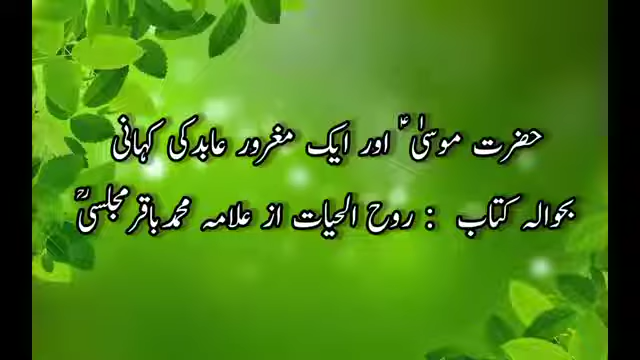 حضرت موسیٰ ؑ اور ایک مغرور عابد کی کہانی
بحوالہ کتاب : روح الحیات از علامہ محمد باقر مجلسیؒ